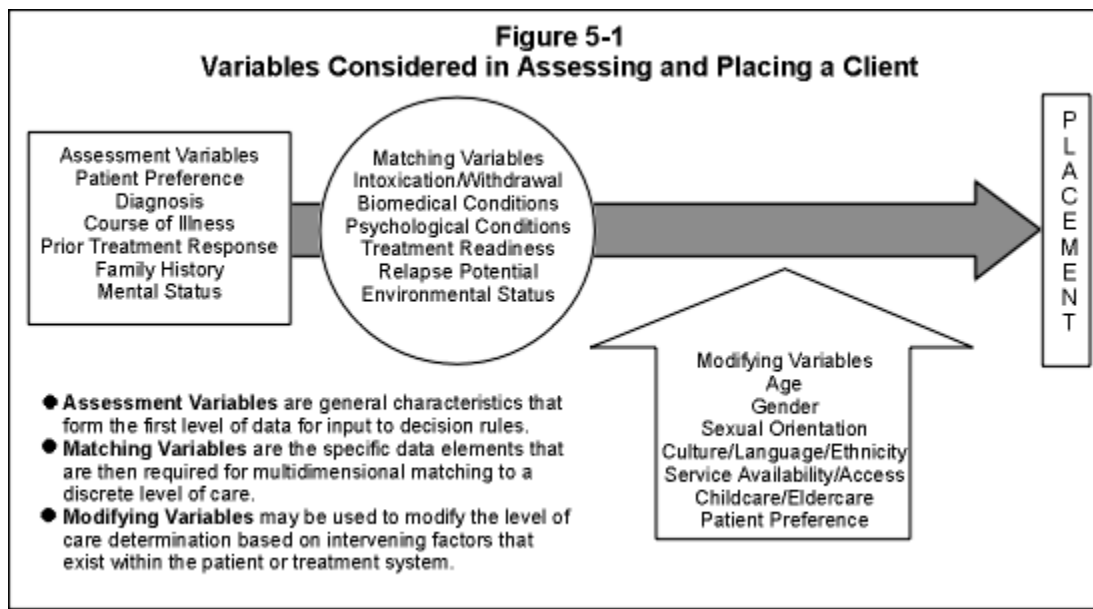 Figure 5-1
Variables Considered in Assessing and Placing a Client
Assessment Variables
Patient Preference
Diagnosis
Course of Illness
Prior Treatment Response
Family History
Mental Status
Matching Variables
Intoxication/Withdrawal
Biomedical Conditions
Psychological Conditions
Treatment Readiness
Relapse Potential
Environmental Status
P
L
A
C
E
M
E
N
T
Modifying Variables
Age
Gender
Sexual Orientation
Culture/Language/Ethnicity
Service Availability/Access
Childcare/Eldercare
Patient Preference
● Assessment Variables are general characteristics that
form the first level of data for input to decision rules.
● Matching Variables are the specific data elements that
are then required for multidimensional matching to a
discrete level of care.
● Modifying Variables may be used to modify the level of
care determination based on intervening factors that
exist within the patient or treatment system.